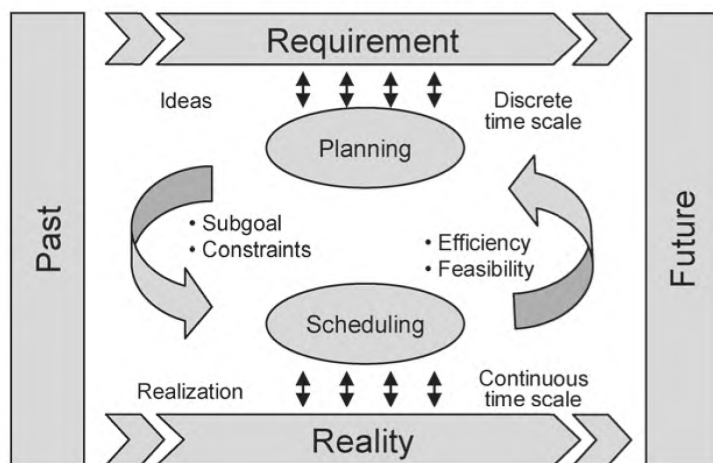 Past
Requirement
Future
Ideas
Discrete
time scale
Planning
• Subgoal
• Constraints
• Efficiency
• Feasibility
Scheduling
Realization
Continuous
time scale
Reality